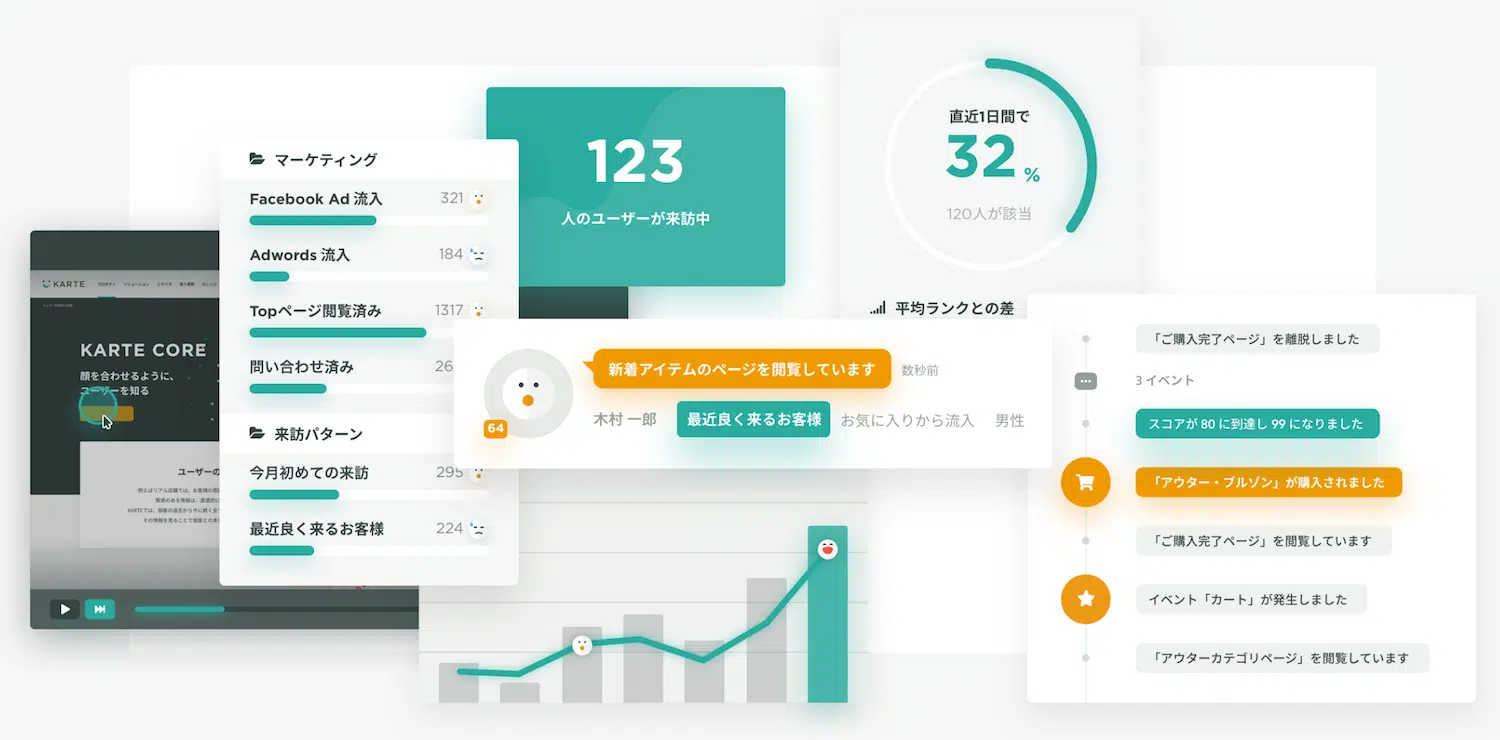 KARTE
KARTE CORE
顔を合わせるように、
ユーザーを知る
ユーザーの
マーケティング
Facebook Ad 流入
321
Adwords 流入
184
Topページ閲覧済み
1317
問い合わせ済み
26
来訪パターン
今月初めての来訪
295
最近良く来るお客様
224
123
人のユーザーが来訪中
直近1日間で
32 %
120人が該当
平均ランクとの差
新着アイテムのページを閲覧しています
数秒前
64
木村 一郎
最近良く来るお客様
お気に入りから流入
男性
「ご購入完了ページ」を離脱しました
3 イベント
スコアが 80 に到達し 99 になりました
「アウター・ブルゾン」が購入されました
「ご購入完了ページ」を閲覧しています
イベント「カート」が発生しました
「アウターカテゴリページ」を閲覧しています